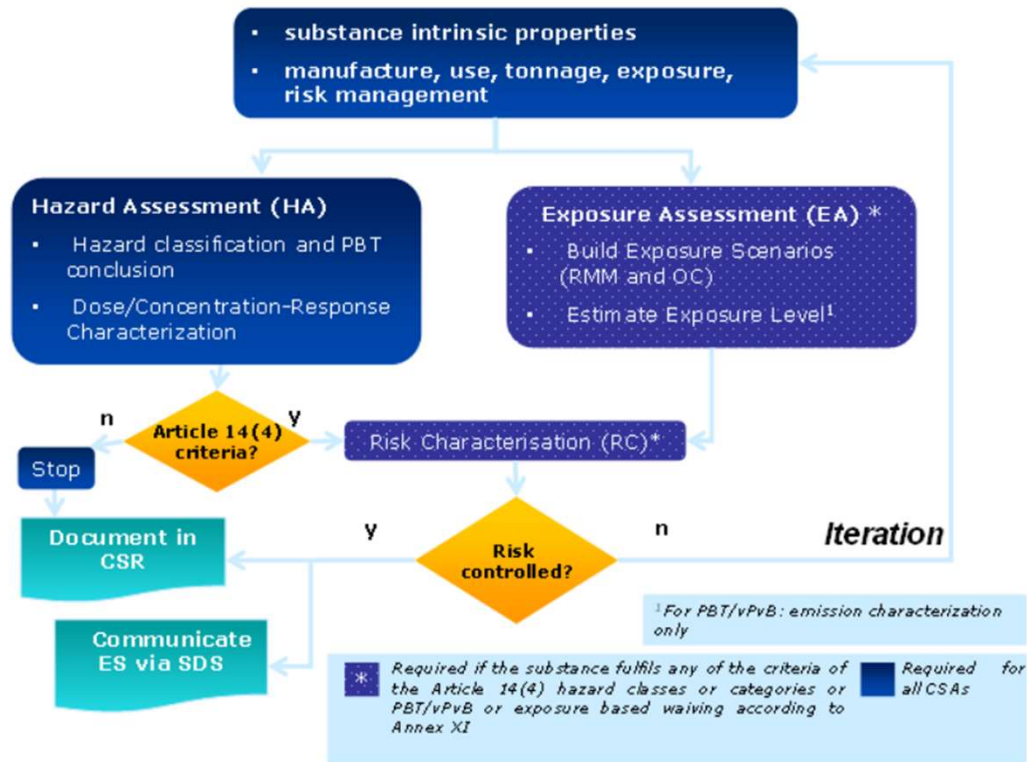 ▪ substance intrinsic properties
▪ manufacture, use, tonnage, exposure,
risk management
Hazard Assessment (HA)
▪ Hazard classification and PBT
conclusion
▪ Dose/Concentration-Response
Characterization
Exposure Assessment (EA) *
▪ Build Exposure Scenarios
(RMM and OC)
▪ Estimate Exposure Level¹
n
Article 14(4)
criteria?
y
Risk Characterisation (RC)*
Stop
Document in
CSR
y
Risk
controlled?
n
Iteration
Communicate
ES via SDS
¹For PBT/vPvB: emission characterization
only
* Required if the substance fulfils any of the criteria of
the Article 14(4) hazard classes or categories or
PBT/vPvB or exposure based waiving according to
Annex XI
Required for
all CSAs